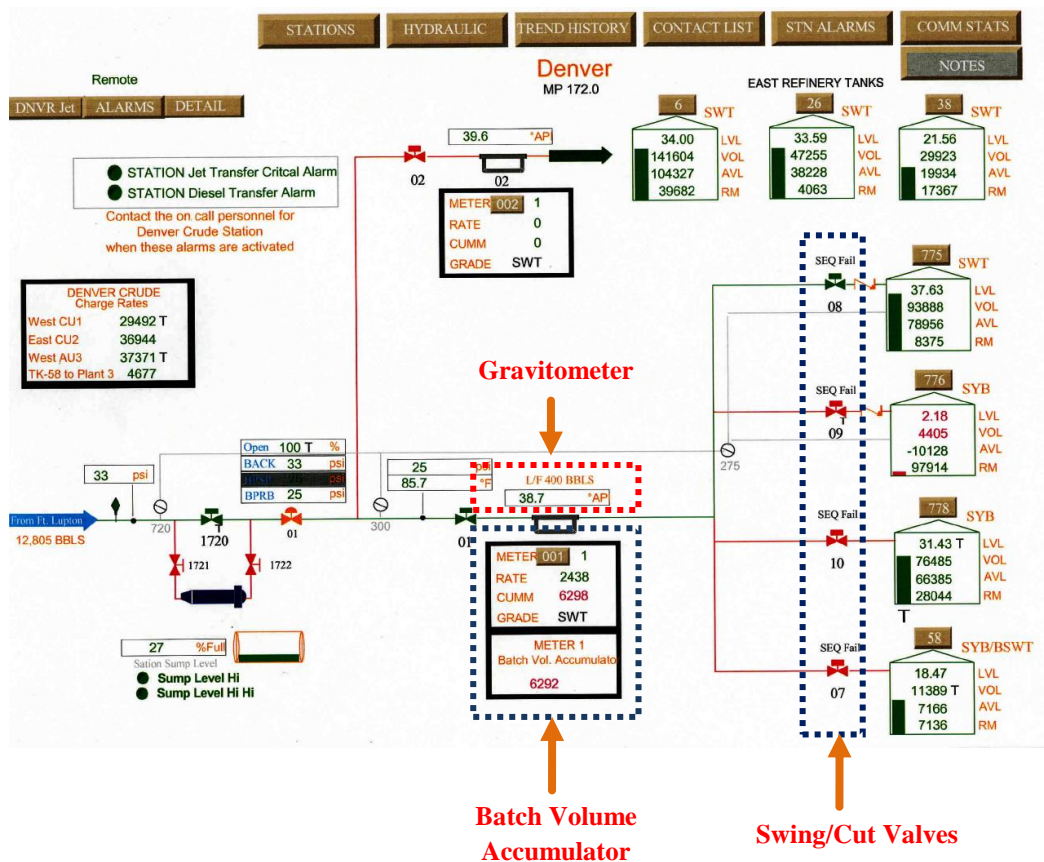 STATIONS HYDRAULIC TREND HISTORY CONTACT LIST STN ALARMS COMM STATS
NOTES
Remote
Denver
MP 172.0
DNVR Jet ALARMS DETAIL
EAST REFINERY TANKS
6 SWT
34.00 LVL
141604 VOL
104327 AVL
39682 RM
26 SWT
33.59 LVL
47255 VOL
38228 AVL
4063 RM
38 SWT
21.56 LVL
29923 VOL
19934 AVL
17367 RM
39.6 °API
02 02
METER 002 1
RATE 0
CUMM 0
GRADE SWT
STATION Jet Transfer Critcal Alarm
STATION Diesel Transfer Alarm
Contact the on call personnel for
Denver Crude Station
when these alarms are activated
DENVER CRUDE
Charge Rates
West CU1 29492 T
East CU2 36944
West AU3 37371 T
TK-58 to Plant 3 4677
Gravitometer
SEQ Fail
08
775 SWT
37.63 LVL
93888 VOL
78956 AVL
8375 RM
SEQ Fail
T
09
776 SYB
2.18 LVL
4405 VOL
-10128 AVL
97914 RM
275
33 psi
Open 100 T %
BACK 33 psi
psi
BPRB 25 psi
25 psi
85.7 °F
L/F 400 BBLS
38.7 °AP
From Ft. Lupton
12,805 BBLS
720
T
1720
01
300
01
1721 1722
METER 001 1
RATE 2438
CUMM 6298
GRADE SWT
METER 1
Batch Vol. Accumulato
6292
SEQ Fail
10
778 SYB
31.43 T LVL
76485 VOL
66385 AVL
28044 RM
T
27 %Full
Sation Sump Level
Sump Level Hi
Sump Level Hi Hi
SEQ Fail
07
58 SYB/BSWT
18.47 LVL
11389 T VOL
7166 AVL
7136 RM
Batch Volume
Accumulator
Swing/Cut Valves